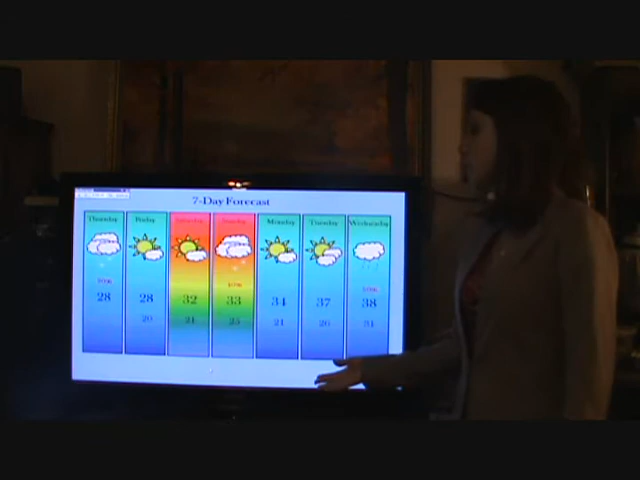 7-Day Forecast
Thursday Friday Saturday Sunday Monday Tuesday Wednesday
28 28 32 33 34 37 38
20 21 25 21 26 31